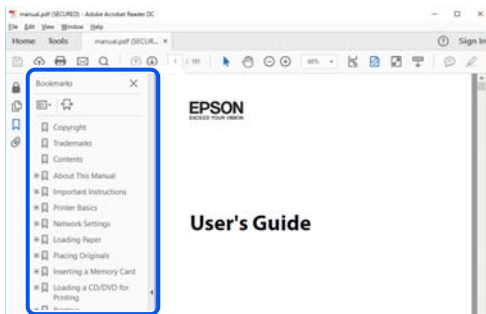 manual.pdf (SECURED) - Adobe Acrobat Reader DC
File Edit View Window Help
Home Tools manual.pdf (SECUR... × Sign In
1 / 191
Bookmarks
Copyright
Trademarks
Contents
About This Manual
Important Instructions
Printer Basics
Network Settings
Loading Paper
Placing Originals
Inserting a Memory Card
Loading a CD/DVD for
Printing
EPSON
EXCEED YOUR VISION
User's Guide